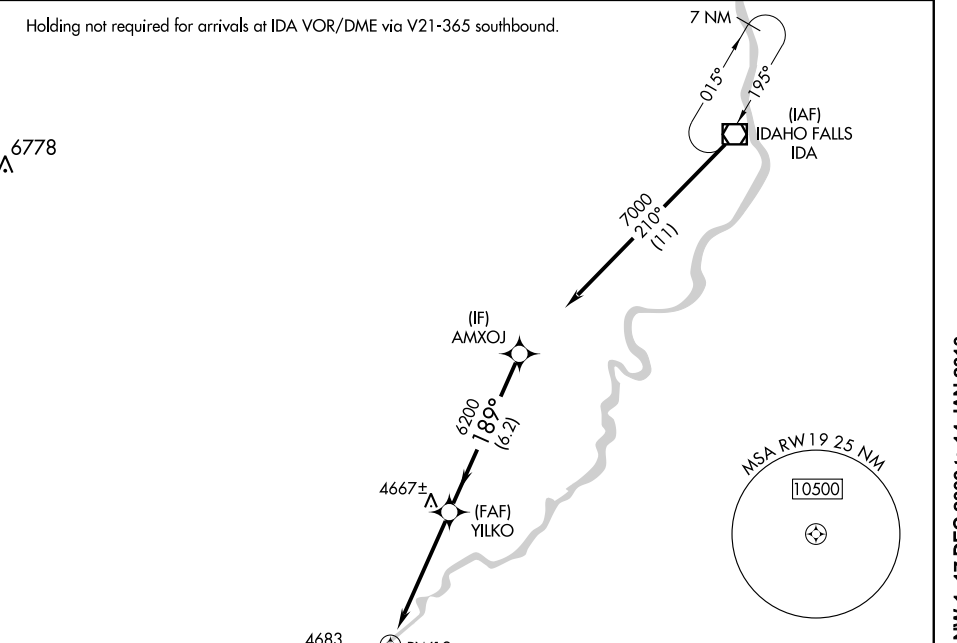 Holding not required for arrivals at IDA VOR/DME via V21-365 southbound.
7 NM
015°
195°
(IAF)
IDAHO FALLS
IDA
6778
7000
210°
(11)
(IF)
AMXOJ
6200
189°
(6.2)
4667±
(FAF)
YILKO
MSA RW19 25 NM
10500
4683